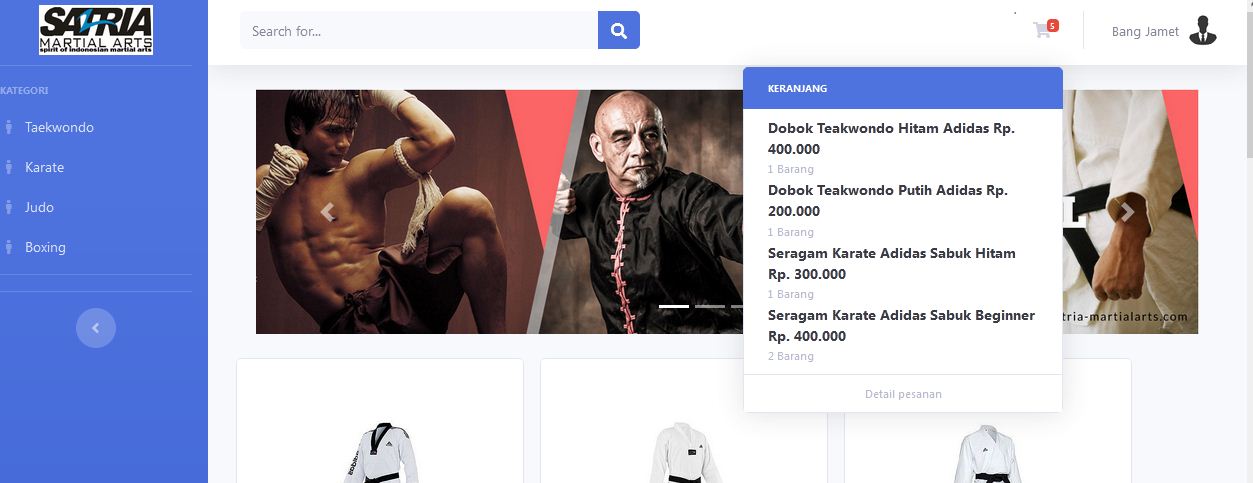 SATRIA
MARTIAL ARTS
spirit of indonesian martial arts
KATEGORI
Taekwondo
Karate
Judo
Boxing
Search for...
5
Bang Jamet
KERANJANG
Dobok Teakwondo Hitam Adidas Rp.
400.000
1 Barang
Dobok Teakwondo Putih Adidas Rp.
200.000
1 Barang
Seragam Karate Adidas Sabuk Hitam
Rp. 300.000
1 Barang
Seragam Karate Adidas Sabuk Beginner
Rp. 400.000
2 Barang
Detail pesanan
L
tria-martialarts.com
adidas